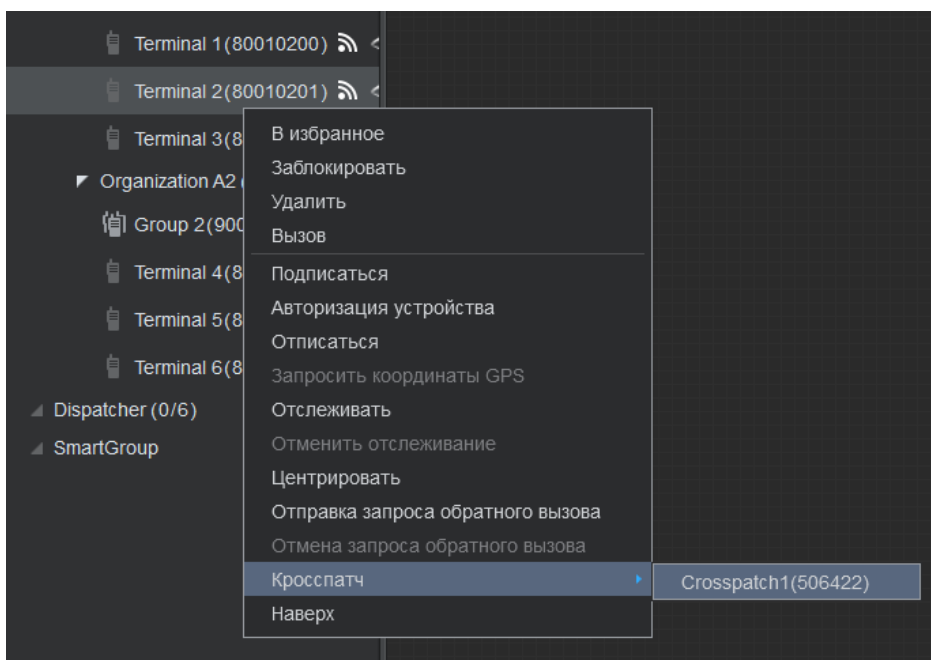 Terminal 1(80010200)
Terminal 2(80010201)
Terminal 3(8
Organization A2
Group 2(900
Terminal 4(8
Terminal 5(8
Terminal 6(8
Dispatcher (0/6)
SmartGroup
В избранное
Заблокировать
Удалить
Вызов
Подписаться
Авторизация устройства
Отписаться
Запросить координаты GPS
Отслеживать
Отменить отслеживание
Центрировать
Отправка запроса обратного вызова
Отмена запроса обратного вызова
Кросспатч
Crosspatch1(506422)
Наверх